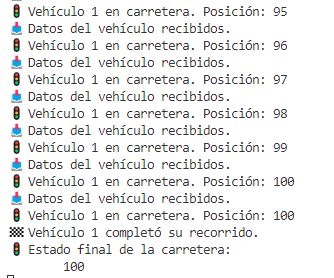 🚦 Vehículo 1 en carretera. Posición: 95
📥 Datos del vehículo recibidos.
🚦 Vehículo 1 en carretera. Posición: 96
📥 Datos del vehículo recibidos.
🚦 Vehículo 1 en carretera. Posición: 97
📥 Datos del vehículo recibidos.
🚦 Vehículo 1 en carretera. Posición: 98
📥 Datos del vehículo recibidos.
🚦 Vehículo 1 en carretera. Posición: 99
📥 Datos del vehículo recibidos.
🚦 Vehículo 1 en carretera. Posición: 100
📥 Datos del vehículo recibidos.
🚦 Vehículo 1 en carretera. Posición: 100
🏁 Vehículo 1 completó su recorrido.
🚦 Estado final de la carretera:
100